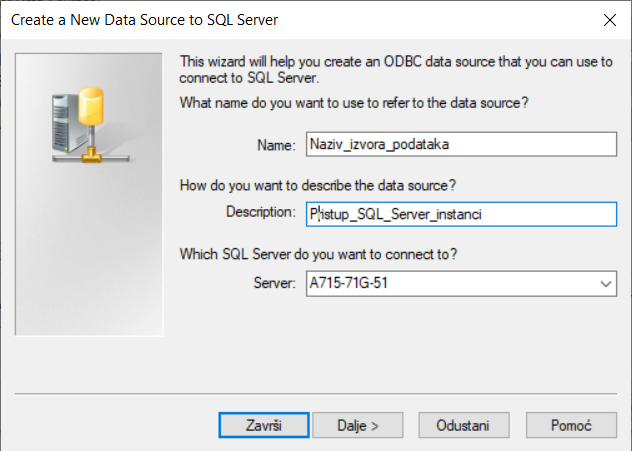 Create a New Data Source to SQL Server
This wizard will help you create an ODBC data source that you can use to
connect to SQL Server.
What name do you want to use to refer to the data source?
Name: Naziv_izvora_podataka
How do you want to describe the data source?
Description: Pristup_SQL_Server_instanci
Which SQL Server do you want to connect to?
Server: A715-71G-51
Završi Dalje > Odustani Pomoć